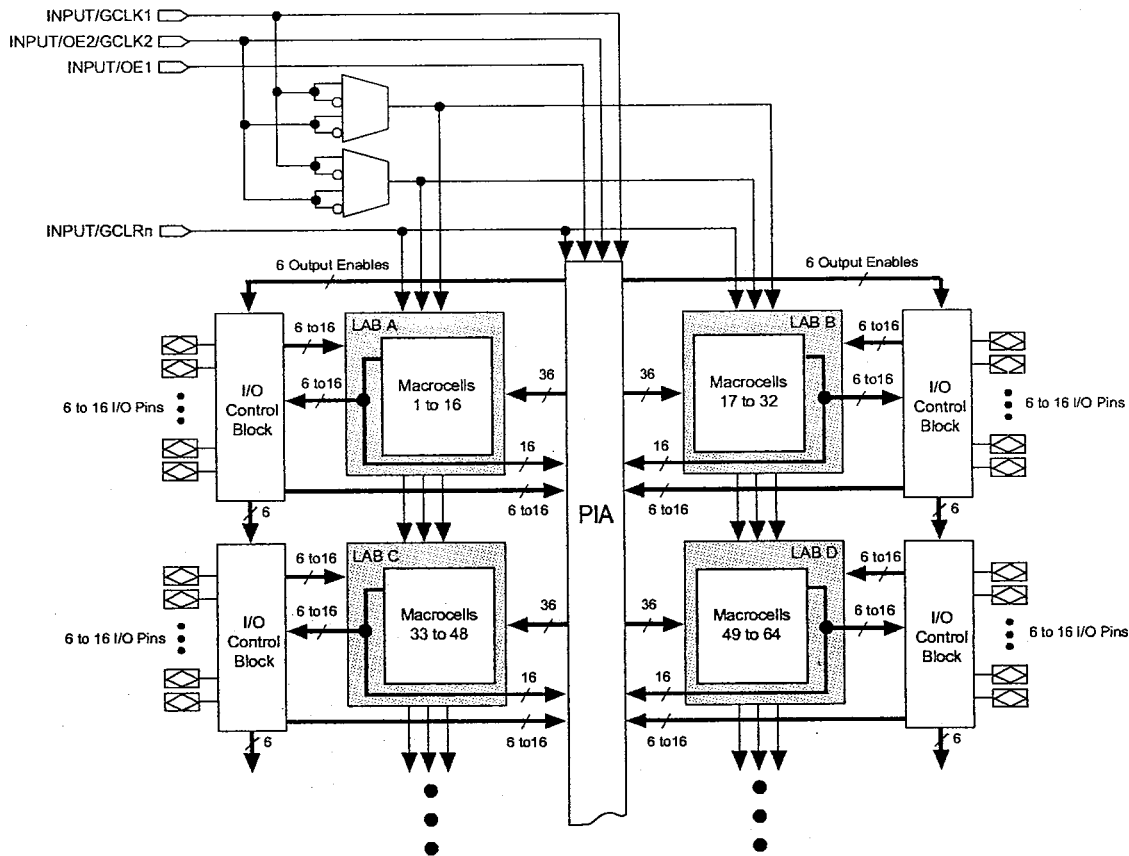 INPUT/GCLK1
INPUT/OE2/GCLK2
INPUT/OE1
INPUT/GCLRn
6 Output Enables
6 Output Enables
LAB A
LAB B
6 to16
6 to16
6 to16
6 to16
I/O
Control
Block
Macrocells
1 to 16
36
36
Macrocells
17 to 32
I/O
Control
Block
6 to 16 I/O Pins
6 to 16 I/O Pins
16
16
6 to16
6 to16
PIA
6
6
LAB C
LAB D
6 to16
6 to16
6 to16
6 to16
I/O
Control
Block
Macrocells
33 to 48
36
36
Macrocells
49 to 64
I/O
Control
Block
6 to 16 I/O Pins
6 to 16 I/O Pins
16
16
6 to16
6 to16
6
6